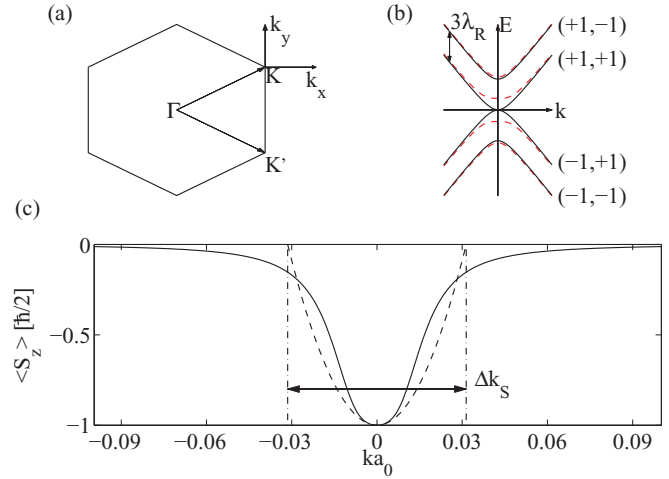 (a)
k_y
K
k_x
Γ
K'
(b)
3λ_R
E
(+1,−1)
(+1,+1)
k
(−1,+1)
(−1,−1)
(c)
0
−0.5
−1
<S_z> [ħ/2]
Δk_S
−0.09 −0.06 −0.03 0 0.03 0.06 0.09
ka_0